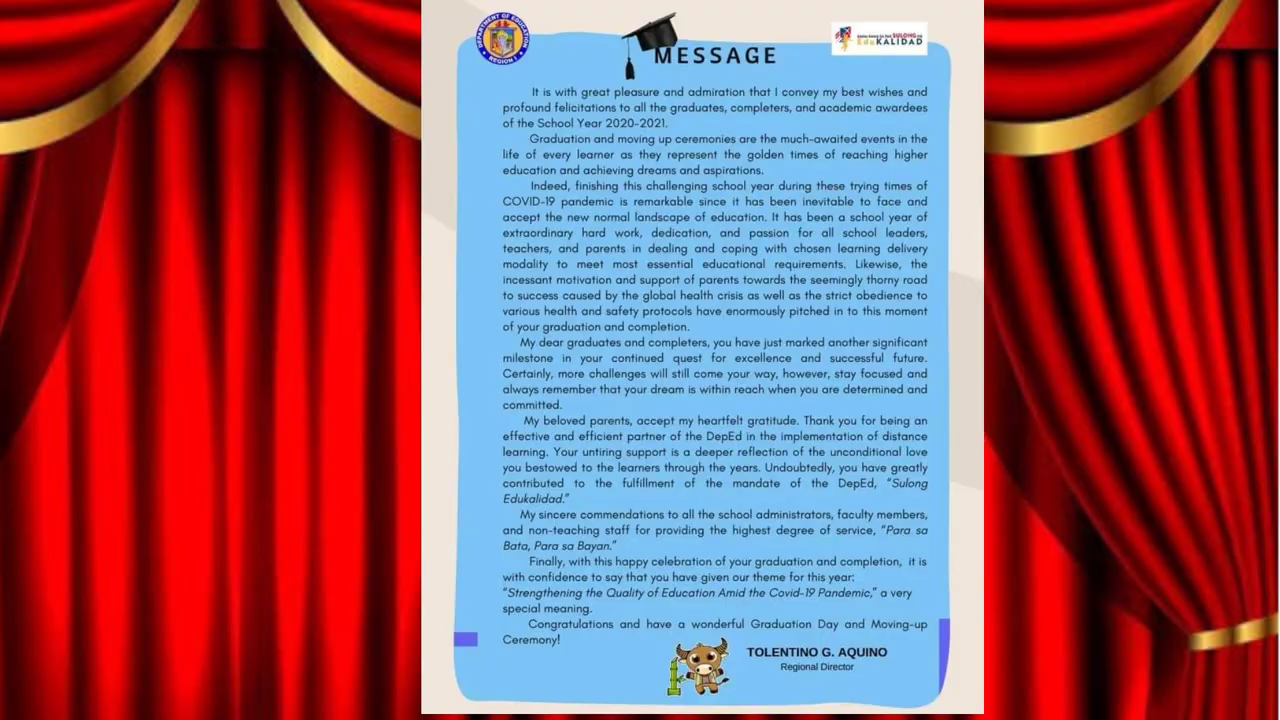 DEPARTMENT OF EDUCATION
REGION I
SULONG
EduKALIDAD
MESSAGE
It is with great pleasure and admiration that I convey my best wishes and
profound felicitations to all the graduates, completers, and academic awardees
of the School Year 2020-2021.
Graduation and moving up ceremonies are the much-awaited events in the
life of every learner as they represent the golden times of reaching higher
education and achieving dreams and aspirations.
Indeed, finishing this challenging school year during these trying times of
COVID-19 pandemic is remarkable since it has been inevitable to face and
accept the new normal landscape of education. It has been a school year of
extraordinary hard work, dedication, and passion for all school leaders,
teachers, and parents in dealing and coping with chosen learning delivery
modality to meet most essential educational requirements. Likewise, the
incessant motivation and support of parents towards the seemingly thorny road
to success caused by the global health crisis as well as the strict obedience to
various health and safety protocols have enormously pitched in to this moment
of your graduation and completion.
My dear graduates and completers, you have just marked another significant
milestone in your continued quest for excellence and successful future.
Certainly, more challenges will still come your way, however, stay focused and
always remember that your dream is within reach when you are determined and
committed.
My beloved parents, accept my heartfelt gratitude. Thank you for being an
effective and efficient partner of the DepEd in the implementation of distance
learning. Your untiring support is a deeper reflection of the unconditional love
you bestowed to the learners through the years. Undoubtedly, you have greatly
contributed to the fulfillment of the mandate of the DepEd, "Sulong
Edukalidad."
My sincere commendations to all the school administrators, faculty members,
and non-teaching staff for providing the highest degree of service, "Para sa
Bata, Para sa Bayan."
Finally, with this happy celebration of your graduation and completion, it is
with confidence to say that you have given our theme for this year:
"Strengthening the Quality of Education Amid the Covid-19 Pandemic," a very
special meaning.
Congratulations and have a wonderful Graduation Day and Moving-up
Ceremony!
TOLENTINO G. AQUINO
Regional Director